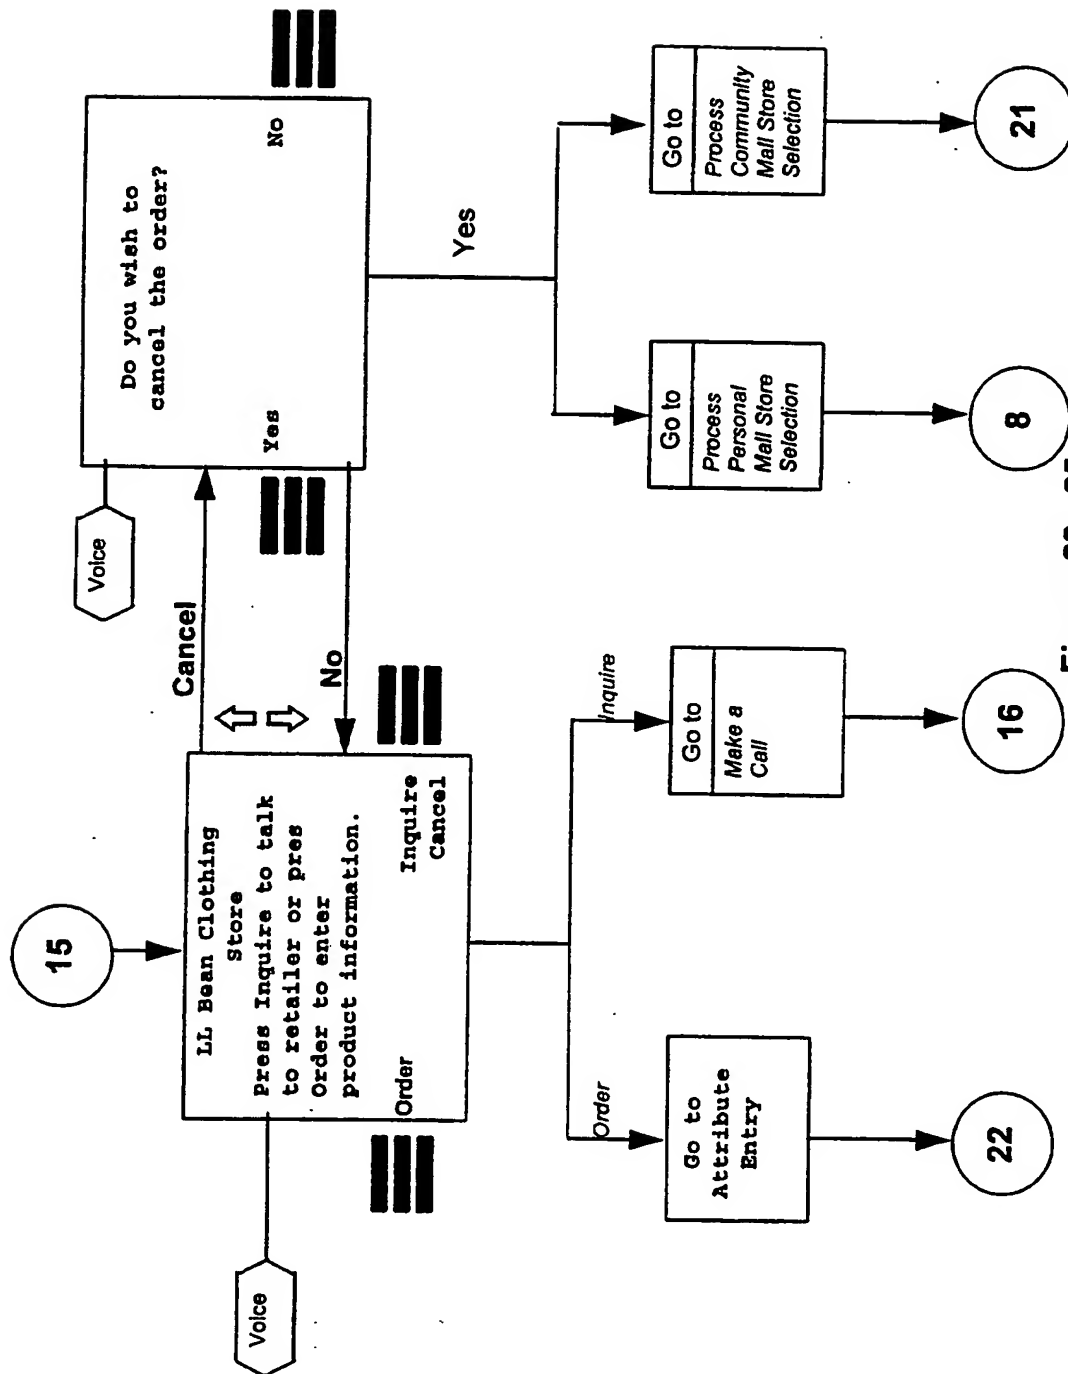 15
Voice
LL Bean Clothing
Store
Press Inquire to talk
to retailer or pres
Order to enter
product information.
Order
Inquire
Cancel
Cancel
No
Voice
Do you wish to
cancel the order?
Yes
No
Order
Inquire
Yes
Go to
Attribute
Entry
Go to
Make a
Call
Go to
Process
Personal
Mall Store
Selection
Go to
Process
Community
Mall Store
Selection
22
16
8
21